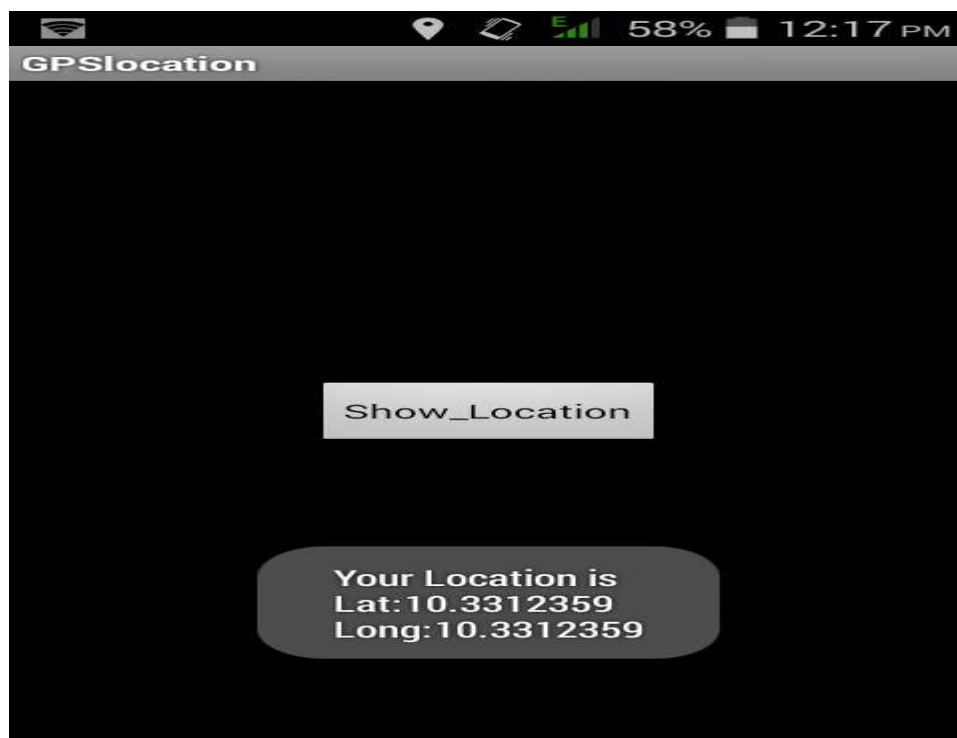 E 58% 12:17 PM
GPSlocation
Show_Location
Your Location is
Lat:10.3312359
Long:10.3312359